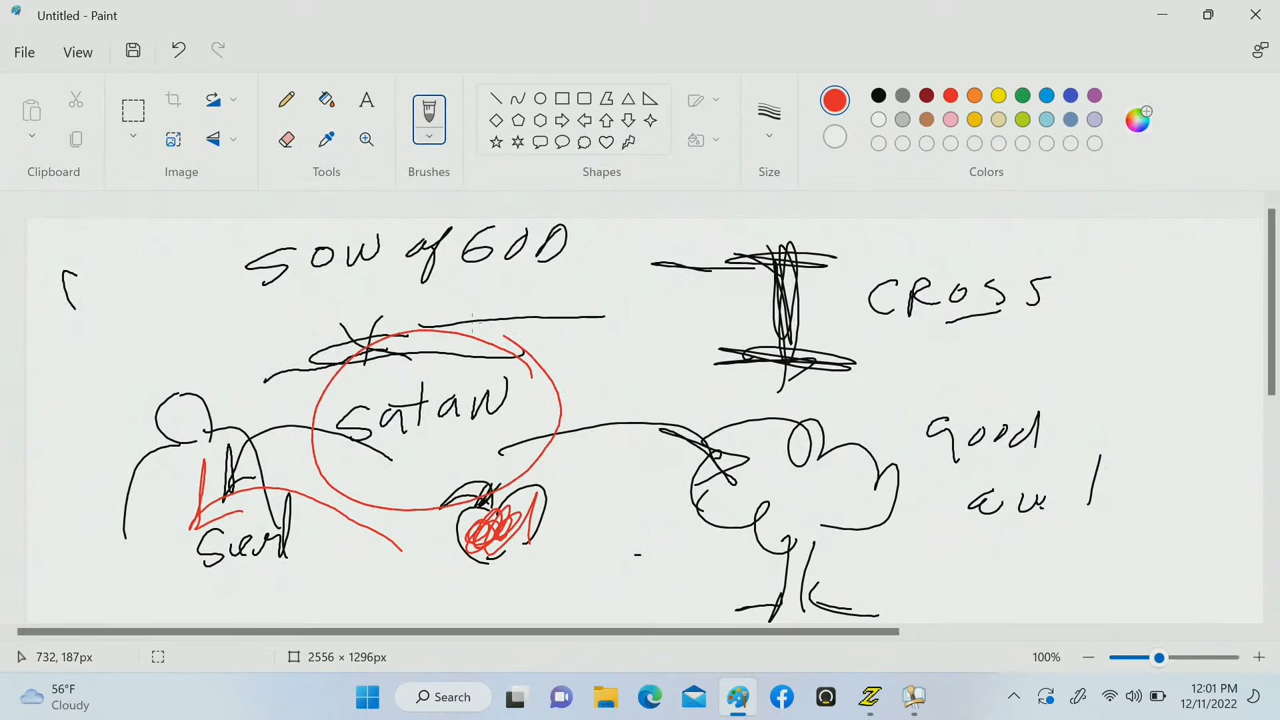 Untitled - Paint
File View
Clipboard Image Tools Brushes Shapes Size Colors
SON of GOD
CROSS
satan
good
732, 187px
2556 × 1296px
100%
56°F
Cloudy
Search
12:01 PM
12/11/2022